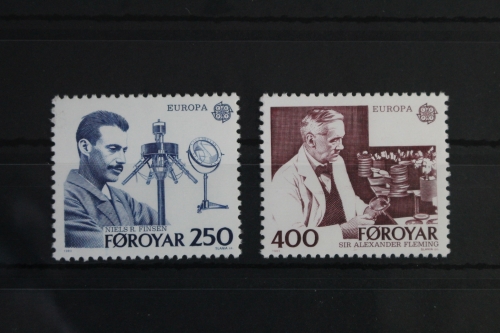 EUROPA
NIELS R. FINSEN
FØROYAR 250
EUROPA
400 FØROYAR
SIR ALEXANDER FLEMING